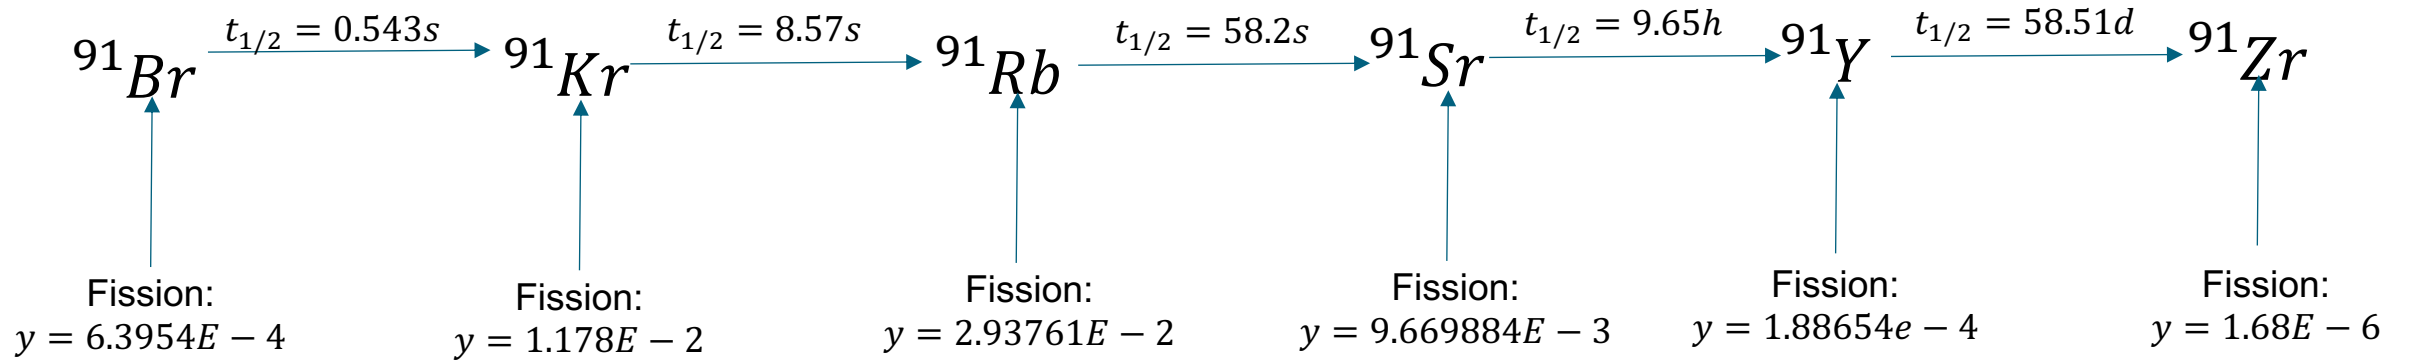 ⁹¹Br t₁/₂ = 0.543s ⁹¹Kr t₁/₂ = 8.57s ⁹¹Rb t₁/₂ = 58.2s ⁹¹Sr t₁/₂ = 9.65h ⁹¹Y t₁/₂ = 58.51d ⁹¹Zr
Fission:
y = 6.3954E − 4
Fission:
y = 1.178E − 2
Fission:
y = 2.93761E − 2
Fission:
y = 9.669884E − 3
Fission:
y = 1.88654e − 4
Fission:
y = 1.68E − 6